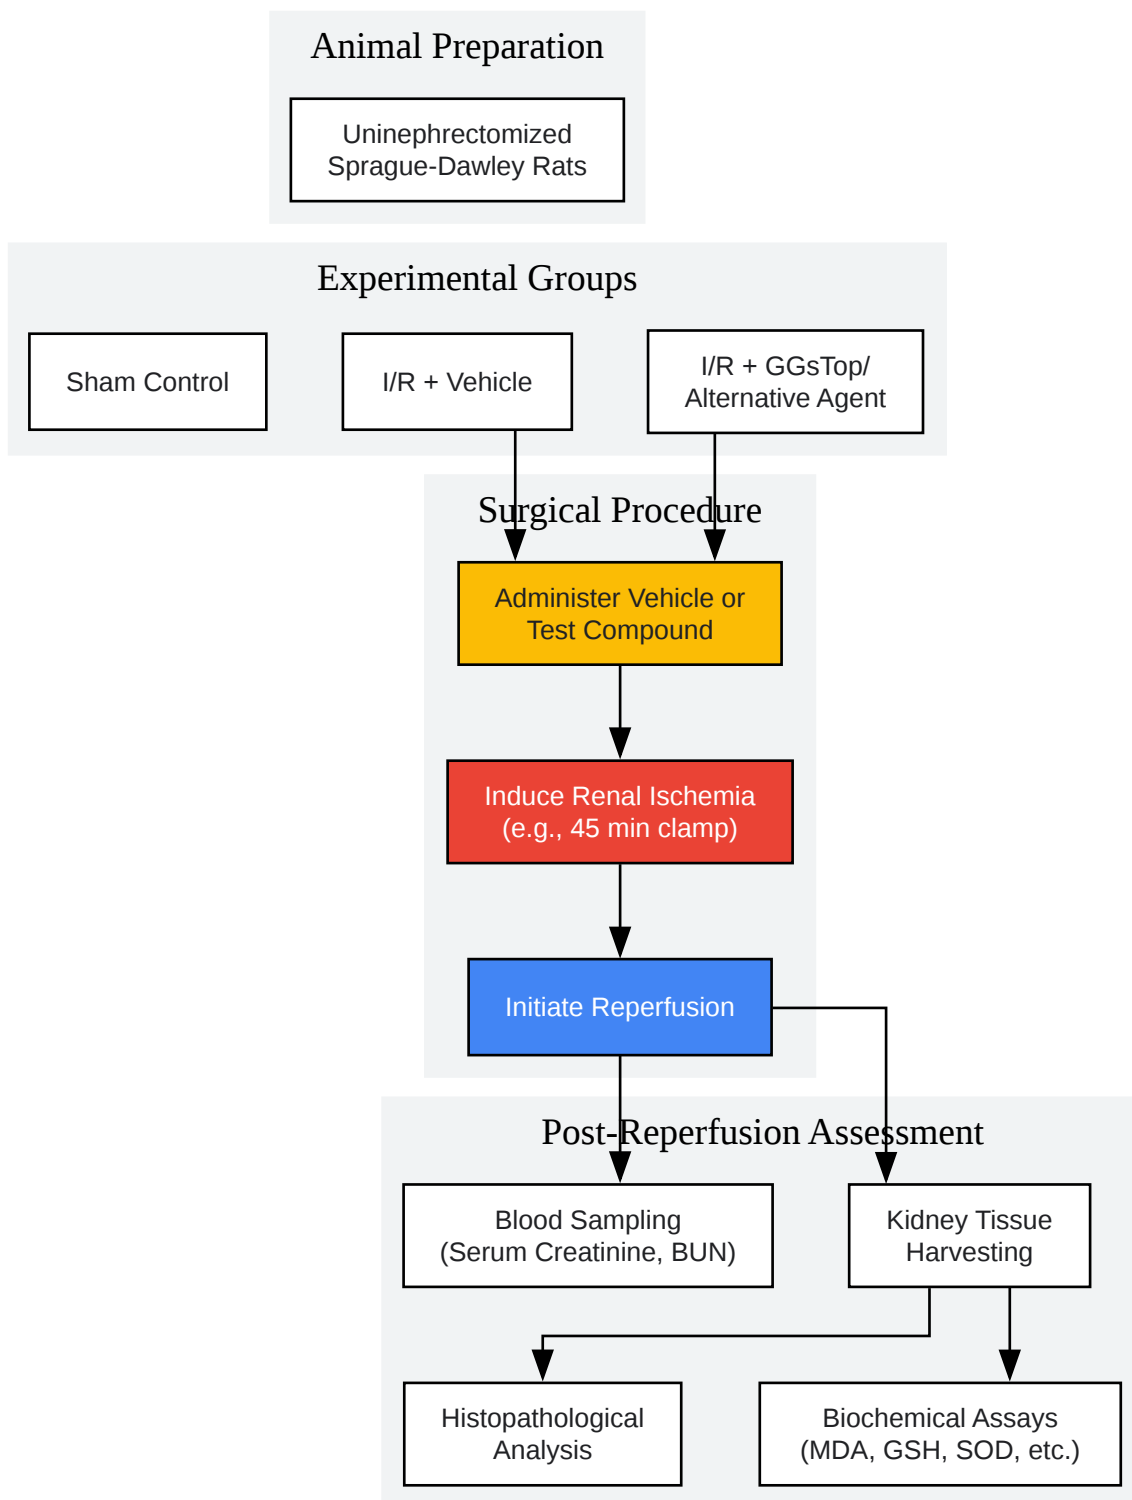 Animal Preparation
Uninephrectomized
Sprague-Dawley Rats
Experimental Groups
Sham Control
I/R + Vehicle
I/R + GGsTop/
Alternative Agent
Surgical Procedure
Administer Vehicle or
Test Compound
Induce Renal Ischemia
(e.g., 45 min clamp)
Initiate Reperfusion
Post-Reperfusion Assessment
Blood Sampling
(Serum Creatinine, BUN)
Kidney Tissue
Harvesting
Histopathological
Analysis
Biochemical Assays
(MDA, GSH, SOD, etc.)